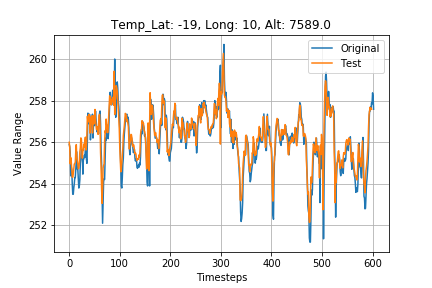 Temp_Lat: -19, Long: 10, Alt: 7589.0
Original
Test
Value Range
260
258
256
254
252
0 100 200 300 400 500 600
Timesteps